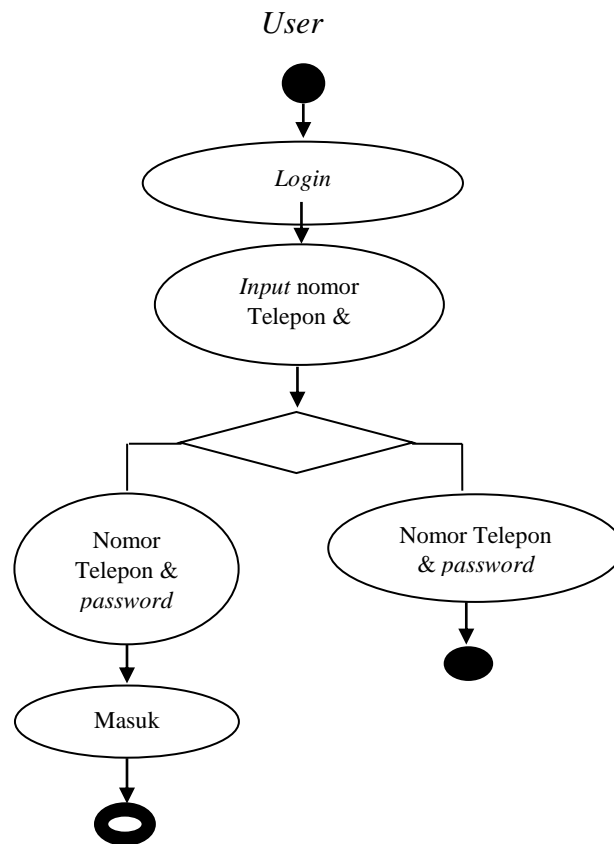 User
Login
Input nomor
Telepon &
Nomor
Telepon &
password
Nomor Telepon
& password
Masuk